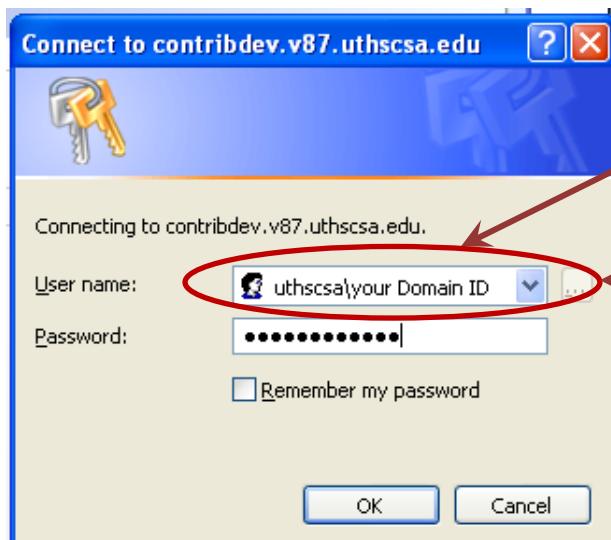 Connect to contribdev.v87.uthscsa.edu
Connecting to contribdev.v87.uthscsa.edu.
User name: uthscsa\your Domain ID ...
Password: ●●●●●●●●●●●●
Remember my password
OK Cancel